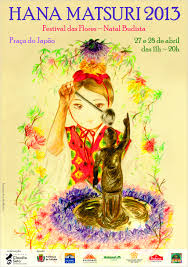 HANA MATSURI 2013
Festival das Flores – Natal Budista
Praça do Japão
27 e 28 de abril
das 11h – 20h